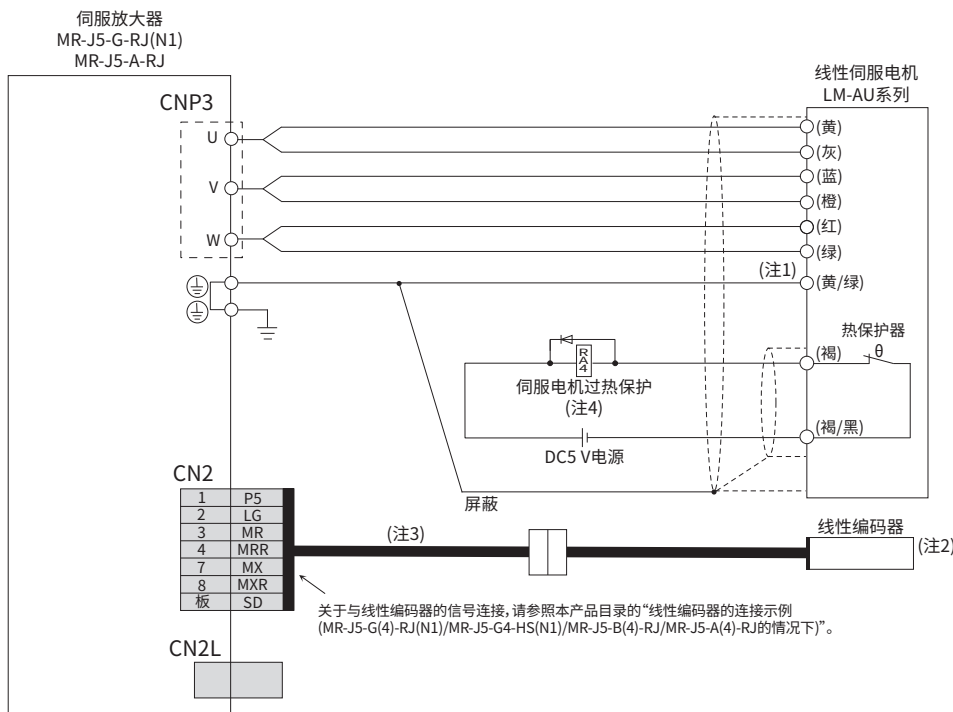 伺服放大器
MR-J5-G-RJ(N1)
MR-J5-A-RJ
线性伺服电机
LM-AU系列
CNP3
U
V
W
(黄)
(灰)
(蓝)
(橙)
(红)
(绿)
(注1)
(黄/绿)
热保护器
(褐)
θ
RA4
伺服电机过热保护
(注4)
(褐/黑)
DC5 V电源
屏蔽
CN2
1 P5
2 LG
3 MR
4 MRR
7 MX
8 MXR
板 SD
(注3)
线性编码器
(注2)
关于与线性编码器的信号连接,请参照本产品目录的“线性编码器的连接示例
(MR-J5-G(4)-RJ(N1)/MR-J5-G4-HS(N1)/MR-J5-B(4)-RJ/MR-J5-A(4)-RJ的情况下)”。
CN2L